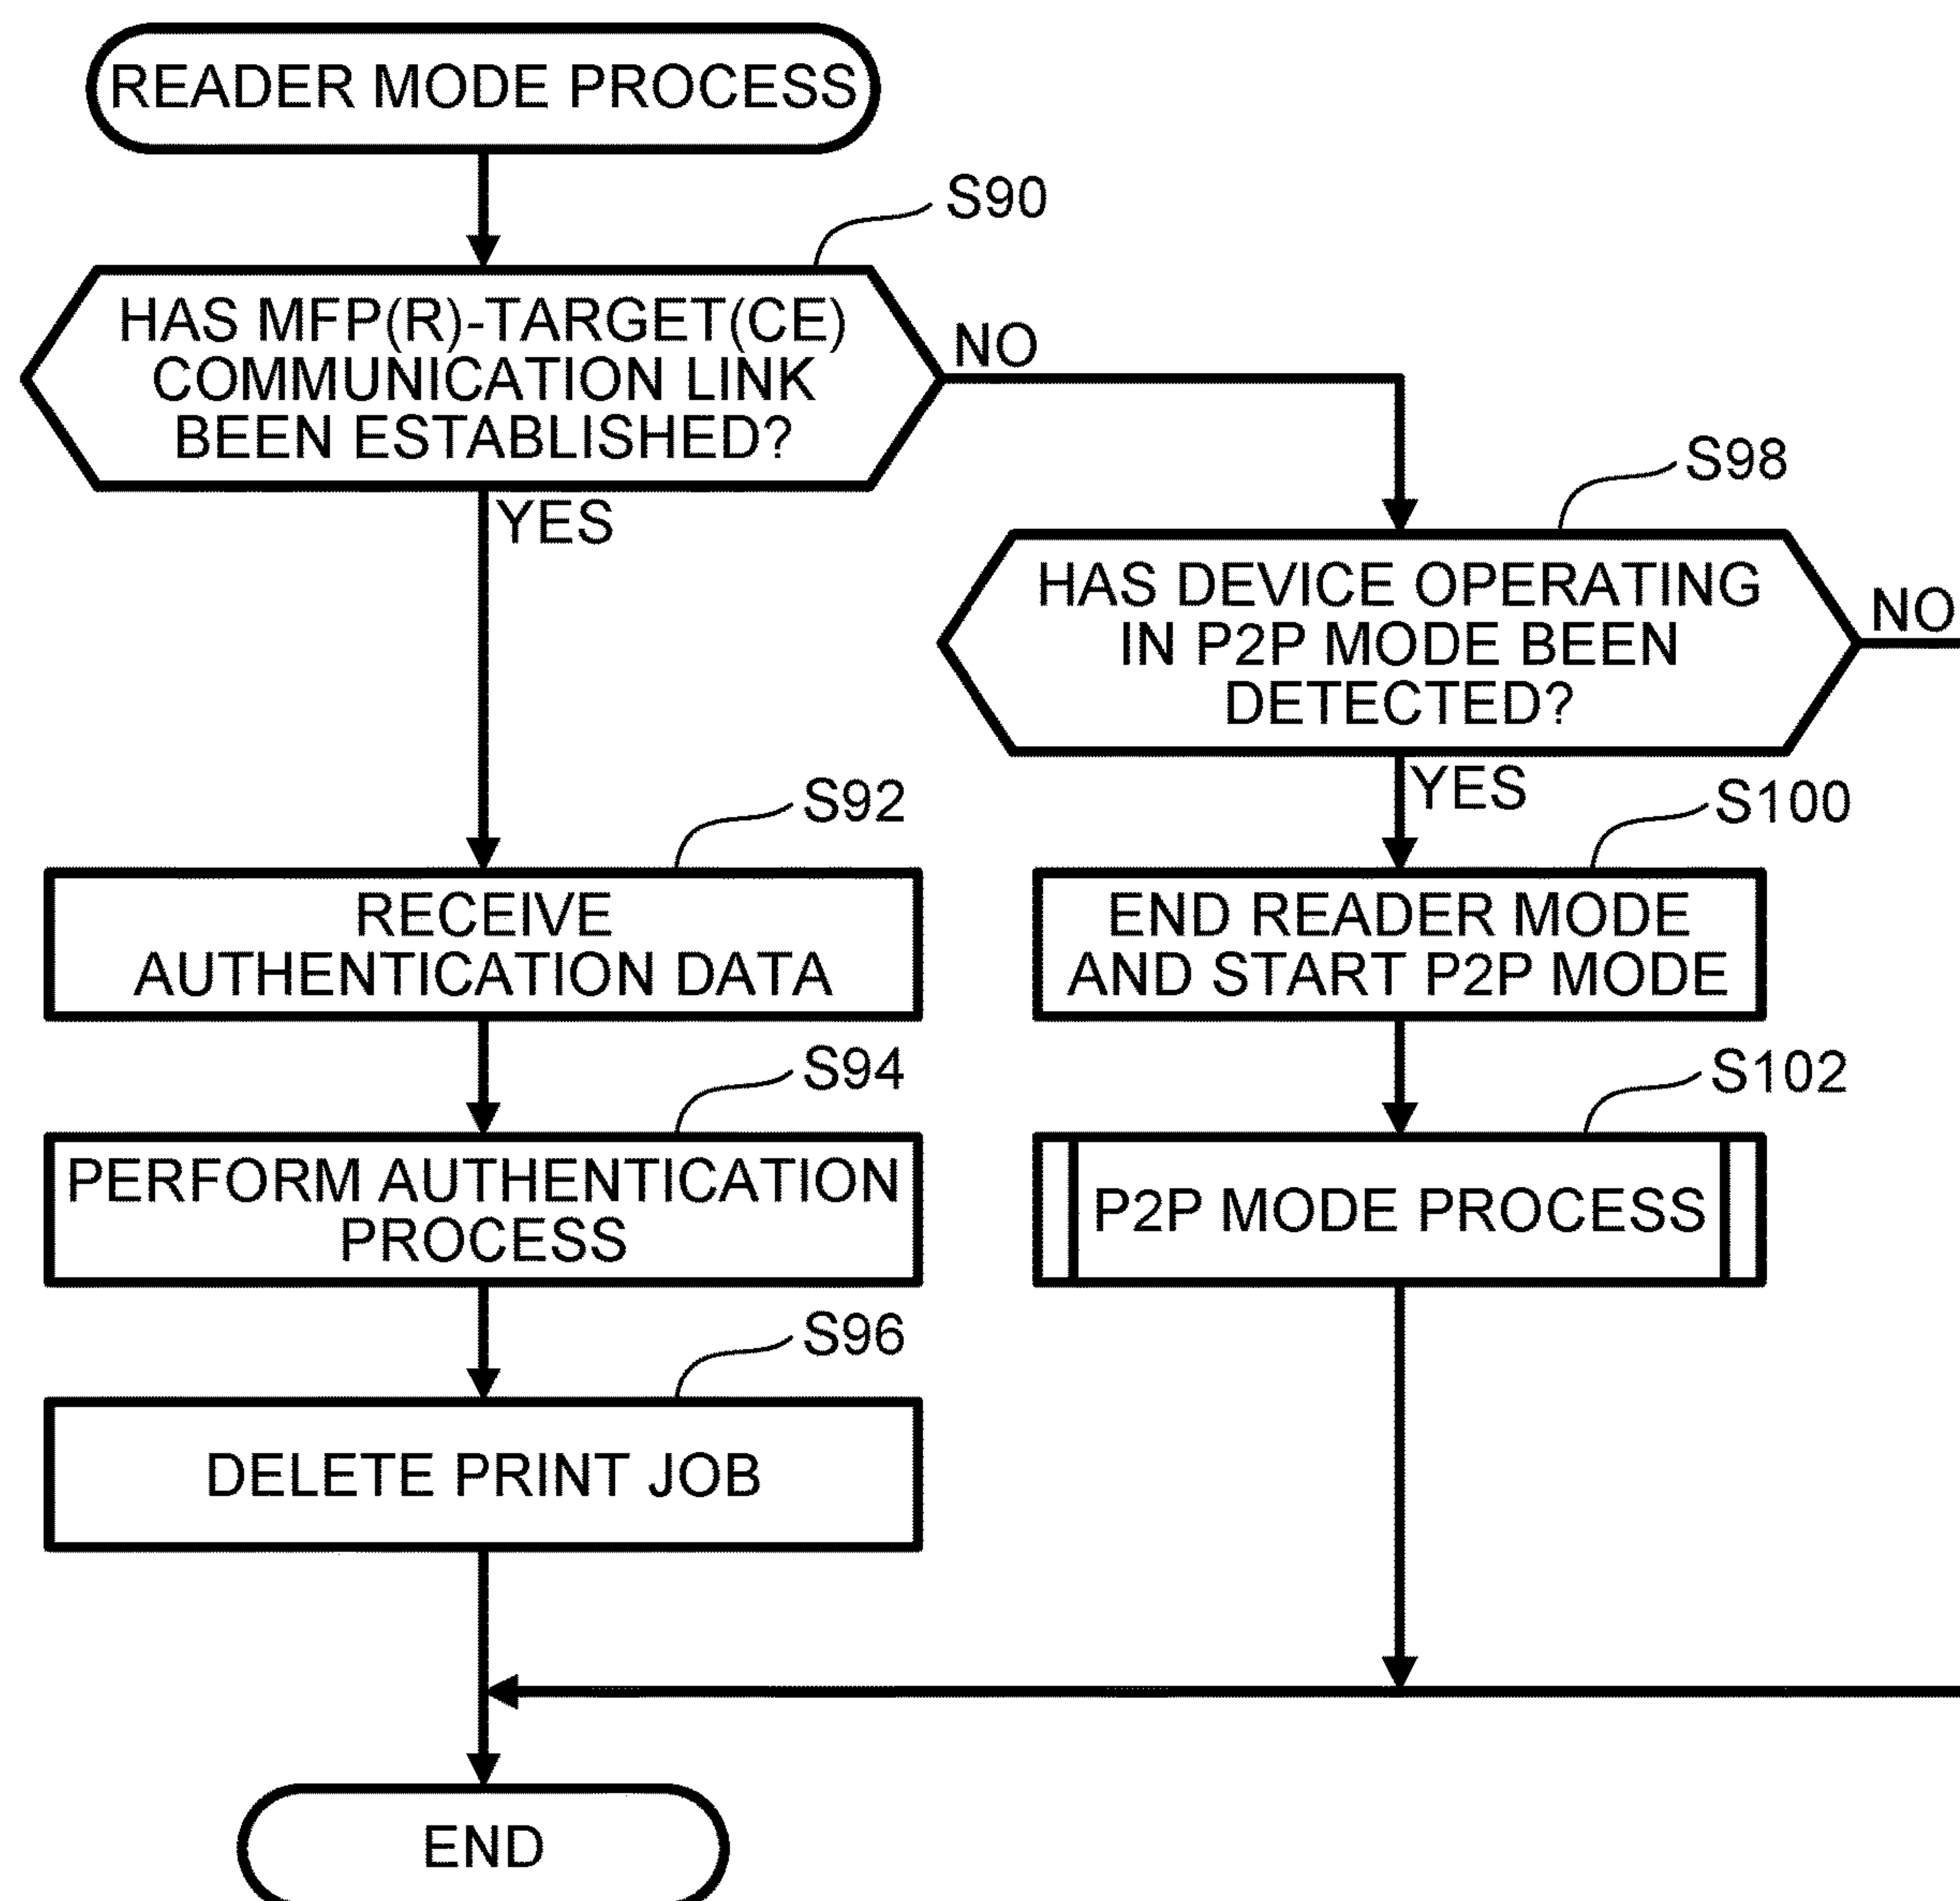 READER MODE PROCESS
S90
HAS MFP(R)-TARGET(CE)
COMMUNICATION LINK
BEEN ESTABLISHED?
NO
YES
S98
HAS DEVICE OPERATING
IN P2P MODE BEEN
DETECTED?
NO
YES
S92
RECEIVE
AUTHENTICATION DATA
S100
END READER MODE
AND START P2P MODE
S94
PERFORM AUTHENTICATION
PROCESS
S102
P2P MODE PROCESS
S96
DELETE PRINT JOB
END